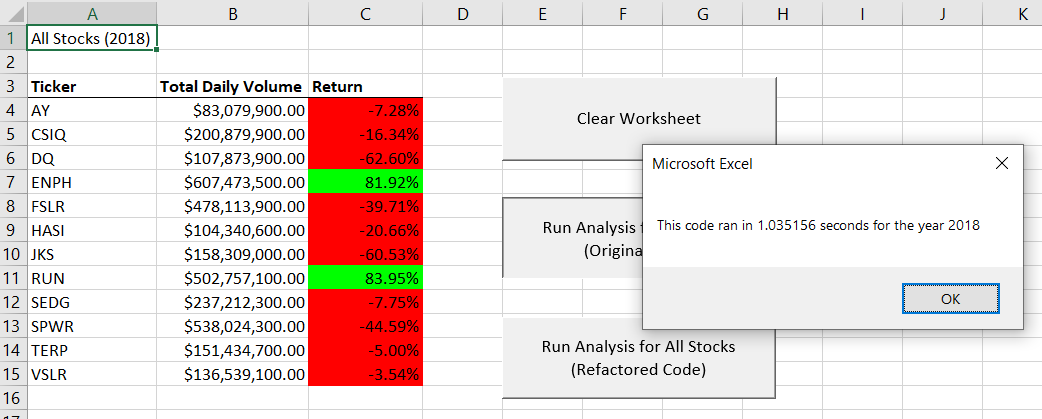 A B C D E F G H I J K
1 All Stocks (2018)
2
3 Ticker Total Daily Volume Return
4 AY $83,079,900.00 -7.28%
5 CSIQ $200,879,900.00 -16.34%
6 DQ $107,873,900.00 -62.60%
7 ENPH $607,473,500.00 81.92%
8 FSLR $478,113,900.00 -39.71%
9 HASI $104,340,600.00 -20.66%
10 JKS $158,309,000.00 -60.53%
11 RUN $502,757,100.00 83.95%
12 SEDG $237,212,300.00 -7.75%
13 SPWR $538,024,300.00 -44.59%
14 TERP $151,434,700.00 -5.00%
15 VSLR $136,539,100.00 -3.54%
16
17
Clear Worksheet
Run Analysis
(Origina
Run Analysis for All Stocks
(Refactored Code)
Microsoft Excel
This code ran in 1.035156 seconds for the year 2018
OK